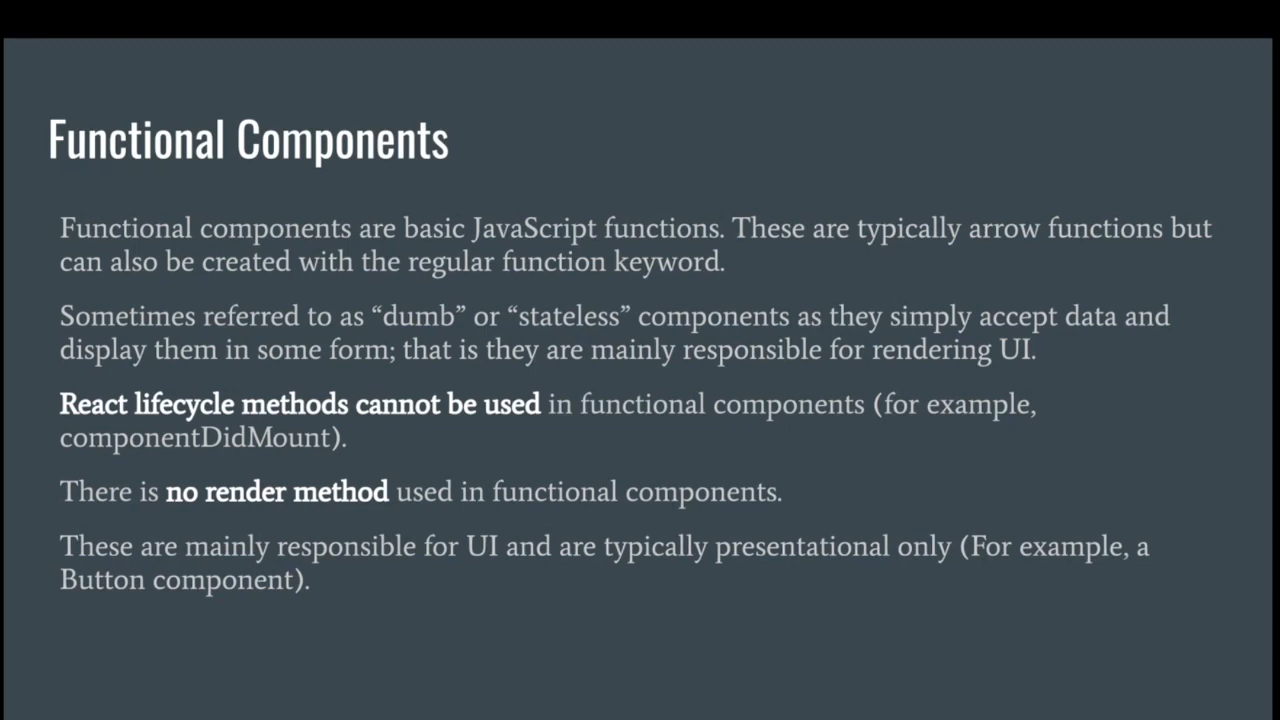 Functional Components
Functional components are basic JavaScript functions. These are typically arrow functions but
can also be created with the regular function keyword.
Sometimes referred to as “dumb” or “stateless” components as they simply accept data and
display them in some form; that is they are mainly responsible for rendering UI.
React lifecycle methods cannot be used in functional components (for example,
componentDidMount).
There is no render method used in functional components.
These are mainly responsible for UI and are typically presentational only (For example, a
Button component).